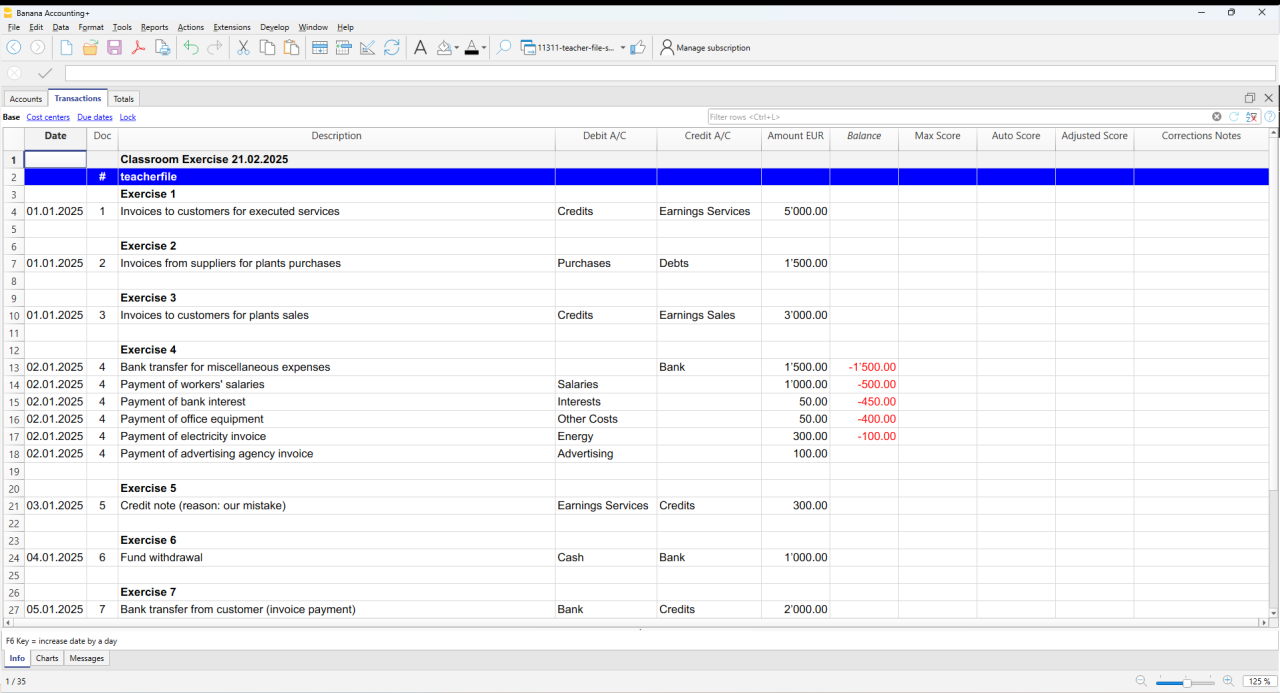 Banana Accounting+
File Edit Data Format Tools Reports Actions Extensions Develop Window Help
11311-teacher-file-s... Manage subscription
Accounts Transactions Totals
Base Cost centers Due dates Lock Filter rows <Ctrl+L>
Date Doc Description Debit A/C Credit A/C Amount EUR Balance Max Score Auto Score Adjusted Score Corrections Notes
1 Classroom Exercise 21.02.2025
2 # teacherfile
3 Exercise 1
4 01.01.2025 1 Invoices to customers for executed services Credits Earnings Services 5'000.00
5
6 Exercise 2
7 01.01.2025 2 Invoices from suppliers for plants purchases Purchases Debts 1'500.00
8
9 Exercise 3
10 01.01.2025 3 Invoices to customers for plants sales Credits Earnings Sales 3'000.00
11
12 Exercise 4
13 02.01.2025 4 Bank transfer for miscellaneous expenses Bank 1'500.00 -1'500.00
14 02.01.2025 4 Payment of workers' salaries Salaries 1'000.00 -500.00
15 02.01.2025 4 Payment of bank interest Interests 50.00 -450.00
16 02.01.2025 4 Payment of office equipment Other Costs 50.00 -400.00
17 02.01.2025 4 Payment of electricity invoice Energy 300.00 -100.00
18 02.01.2025 4 Payment of advertising agency invoice Advertising 100.00
19
20 Exercise 5
21 03.01.2025 5 Credit note (reason: our mistake) Earnings Services Credits 300.00
22
23 Exercise 6
24 04.01.2025 6 Fund withdrawal Cash Bank 1'000.00
25
26 Exercise 7
27 05.01.2025 7 Bank transfer from customer (invoice payment) Bank Credits 2'000.00
F6 Key = increase date by a day
Info Charts Messages
1 / 35 125 %